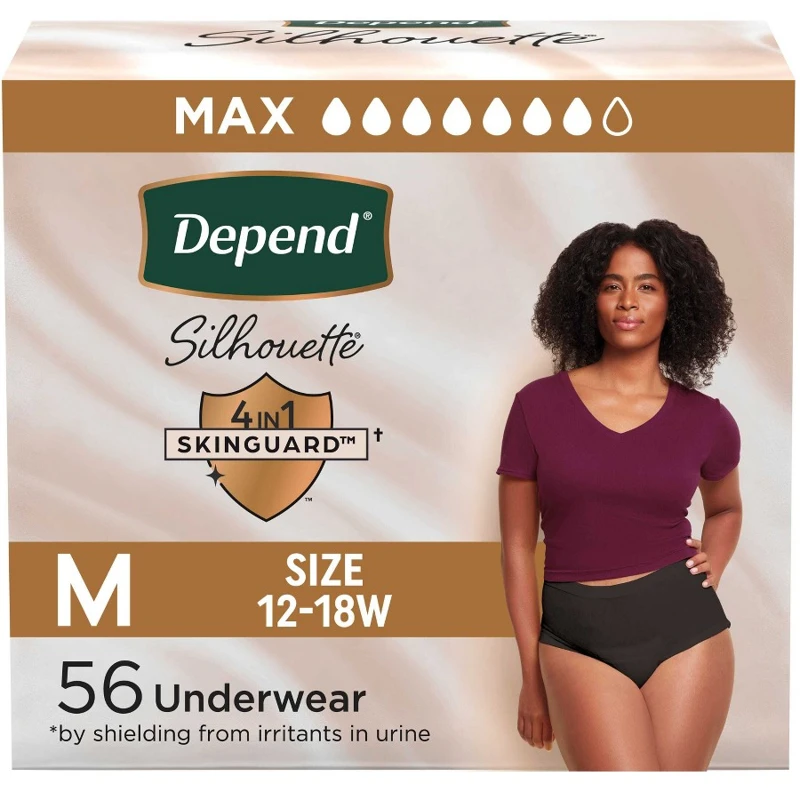 Depend
Silhouette®
MAX
Depend®
Silhouette®
4 IN 1
SKINGUARD™†
™
M
SIZE
12-18W
56 Underwear
*by shielding from irritants in urine